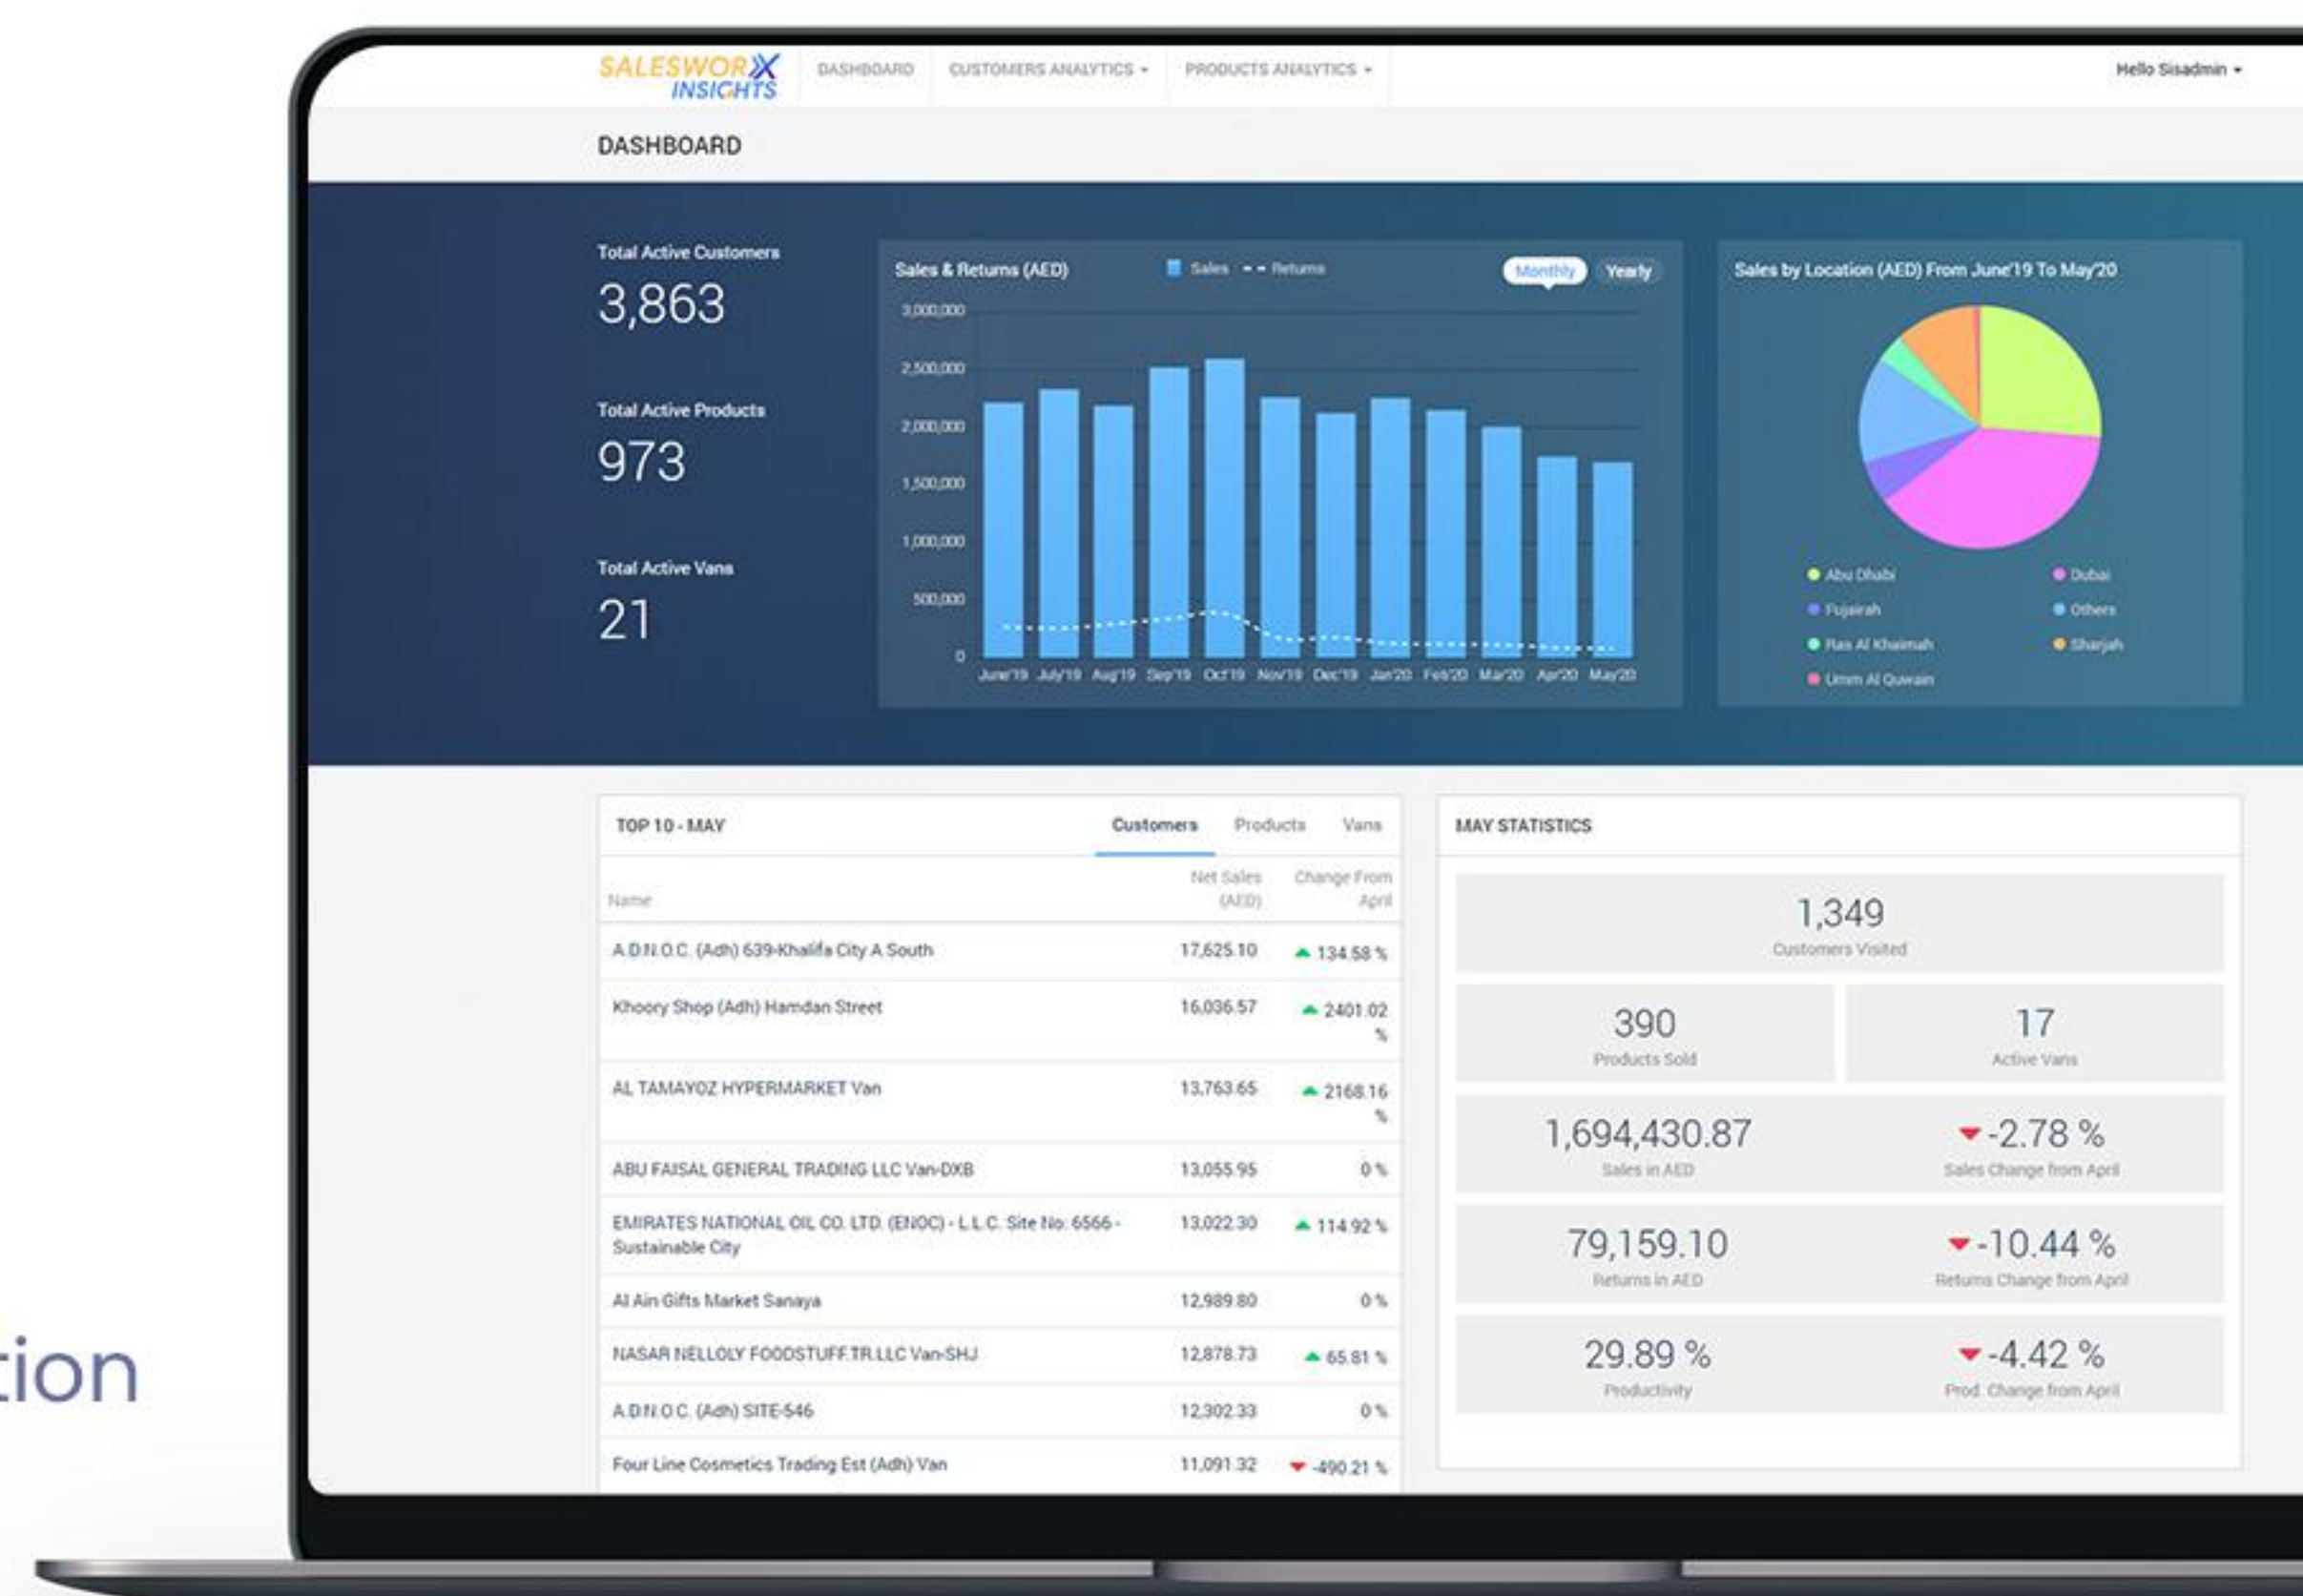 SALESWORX
INSIGHTS
DASHBOARD
CUSTOMERS ANALYTICS
PRODUCTS ANALYTICS
Hello Sisadmin
DASHBOARD
Total Active Customers
3,863
Total Active Products
973
Total Active Vans
21
Sales & Returns (AED)
Sales
Returns
Monthly
Yearly
3,000,000
2,500,000
2,000,000
1,500,000
1,000,000
500,000
0
June'19 July'19 Aug'19 Sep'19 Oct'19 Nov'19 Dec'19 Jan'20 Feb'20 Mar'20 Apr'20 May'20
Sales by Location (AED) From June'19 To May'20
Abu Dhabi
Dubai
Fujairah
Others
Ras Al Khaimah
Sharjah
Umm Al Quwain
TOP 10 - MAY
Customers
Products
Vans
Name
Net Sales
(AED)
Change From
April
A.D.N.O.C. (Adh) 639-Khalifa City A South 17,625.10 134.58 %
Khoory Shop (Adh) Hamdan Street 16,036.57 2401.02
%
AL TAMAYOZ HYPERMARKET Van 13,763.65 2168.16
%
ABU FAISAL GENERAL TRADING LLC Van-DXB 13,055.95 0 %
EMIRATES NATIONAL OIL CO. LTD. (ENOC) - L.L.C. Site No: 6566 - 13,022.30 114.92 %
Sustainable City
Al Ain Gifts Market Sanaya 12,989.80 0 %
NASAR NELLOLY FOODSTUFF.TR.LLC Van-SHJ 12,878.73 65.81 %
A.D.N.O.C. (Adh) SITE-546 12,302.33 0 %
Four Line Cosmetics Trading Est (Adh) Van 11,091.32 -490.21 %
MAY STATISTICS
1,349
Customers Visited
390
Products Sold
17
Active Vans
1,694,430.87
Sales in AED
-2.78 %
Sales Change from April
79,159.10
Returns in AED
-10.44 %
Returns Change from April
29.89 %
Productivity
-4.42 %
Prod. Change from April
tion